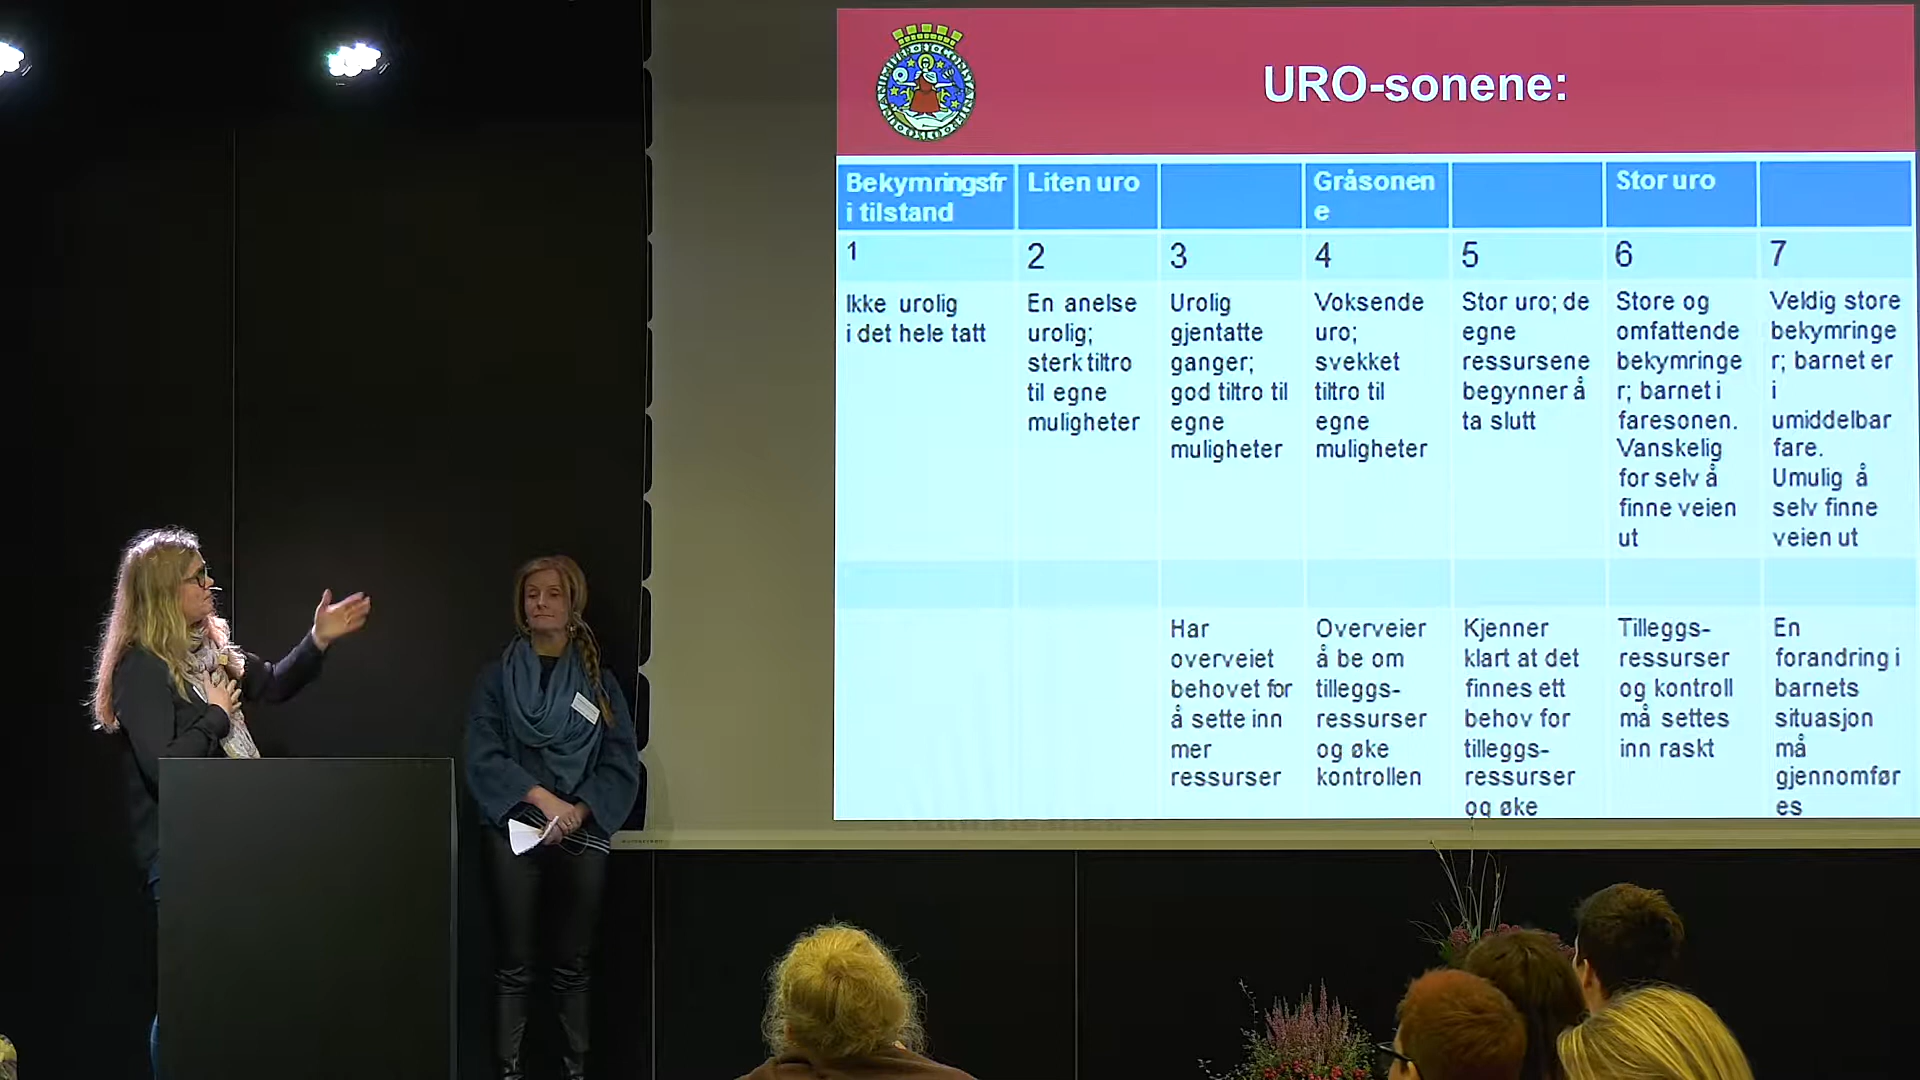 URO-sonene:
Bekymringsfr
i tilstand
Liten uro
Gråsonen
e
Stor uro
1
2
3
4
5
6
7
Ikke urolig
i det hele tatt
En anelse
urolig;
sterk tiltro
til egne
muligheter
Urolig
gjentatte
ganger;
god tiltro til
egne
muligheter
Voksende
uro;
svekket
tiltro til
egne
muligheter
Stor uro; de
egne
ressursene
begynner å
ta slutt
Store og
omfattende
bekymringe
r; barnet i
faresonen.
Vanskelig
for selv å
finne veien
ut
Veldig store
bekymringe
r; barnet er
i
umiddelbar
fare.
Umulig å
selv finne
veien ut
Har
overveiet
behovet for
å sette inn
mer
ressurser
Overveier
å be om
tilleggs-
ressurser
og øke
kontrollen
Kjenner
klart at det
finnes ett
behov for
tilleggs-
ressurser
og øke
Tilleggs-
ressurser
og kontroll
må settes
inn raskt
En
forandring i
barnets
situasjon
må
gjennomfør
es